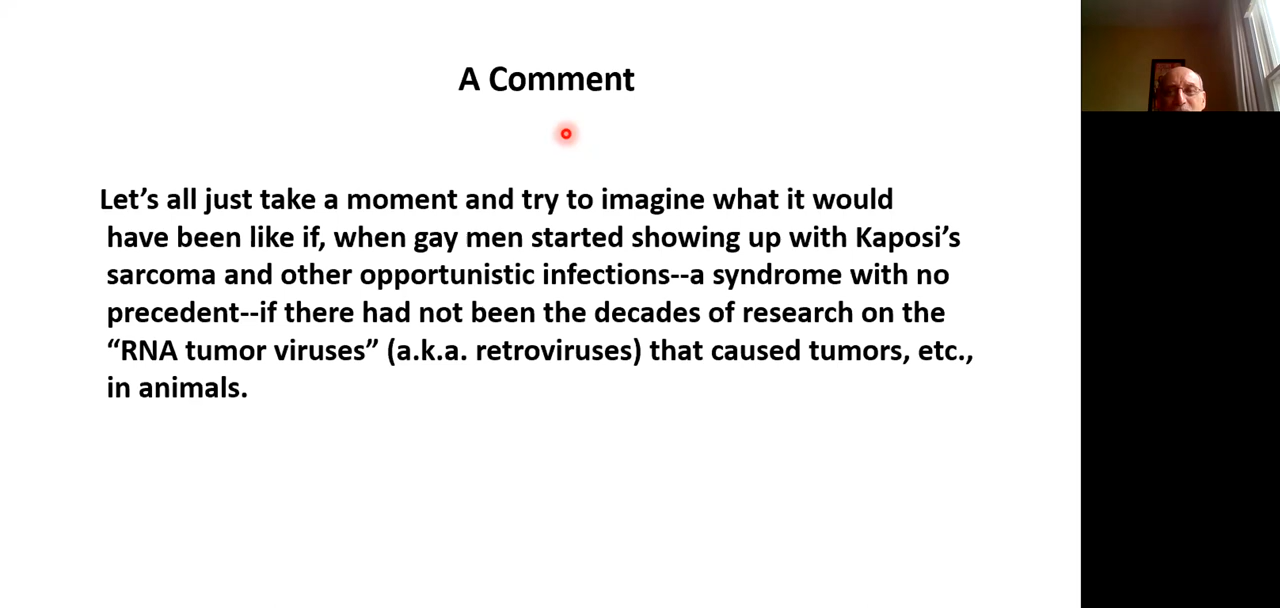 A Comment
Let’s all just take a moment and try to imagine what it would
have been like if, when gay men started showing up with Kaposi’s
sarcoma and other opportunistic infections--a syndrome with no
precedent--if there had not been the decades of research on the
“RNA tumor viruses” (a.k.a. retroviruses) that caused tumors, etc.,
in animals.